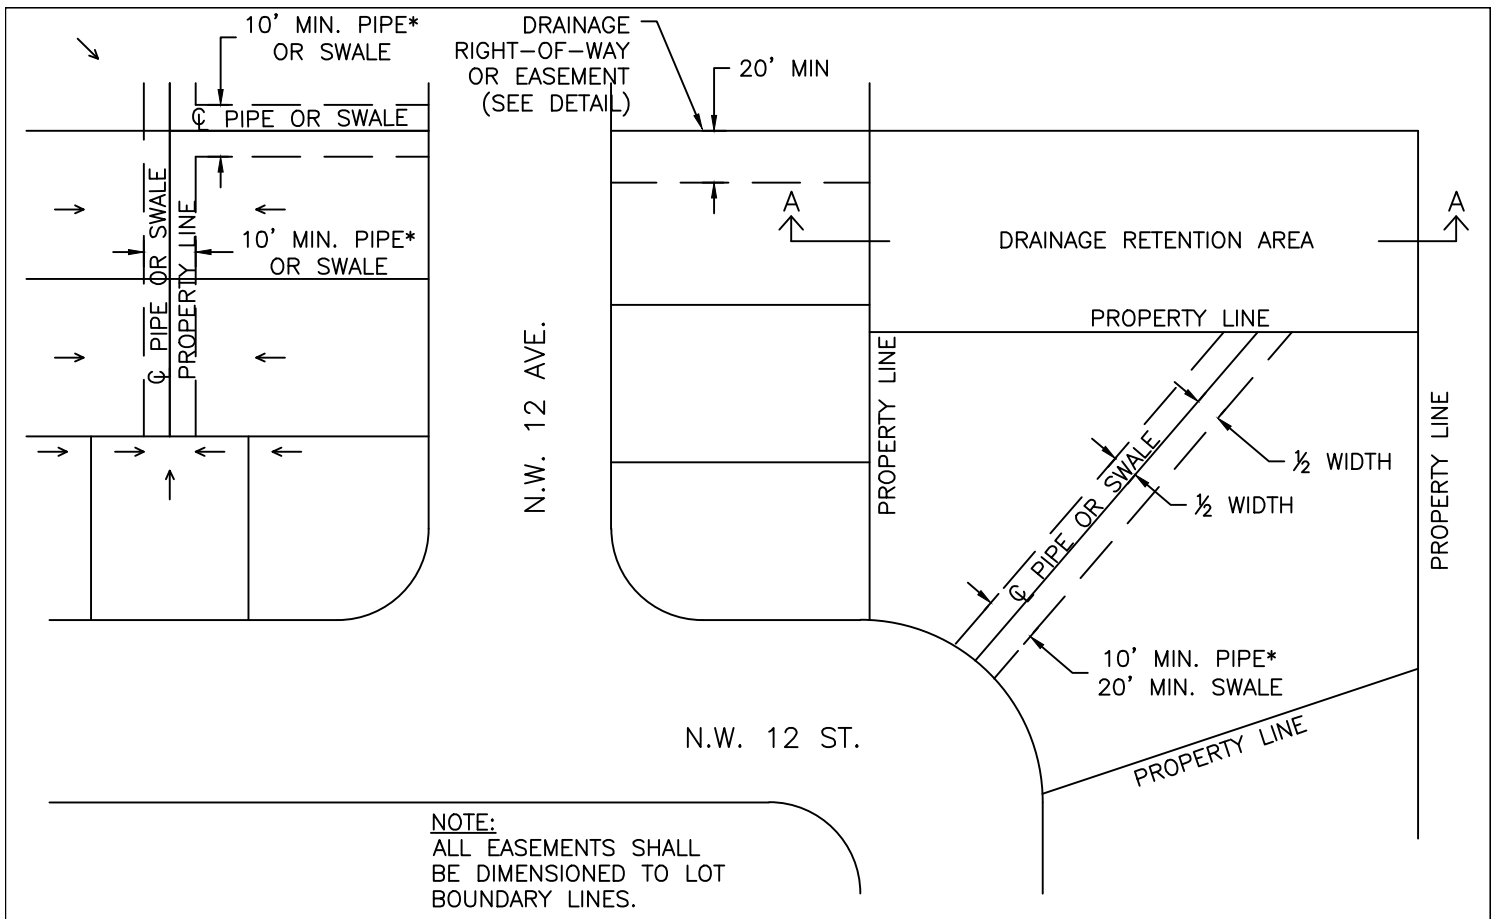 10' MIN. PIPE*
OR SWALE
DRAINAGE
RIGHT-OF-WAY
OR EASEMENT
(SEE DETAIL)
20' MIN
℄ PIPE OR SWALE
℄ PIPE OR SWALE
PROPERTY LINE
10' MIN. PIPE*
OR SWALE
A
A
DRAINAGE RETENTION AREA
PROPERTY LINE
N.W. 12 AVE.
PROPERTY LINE
PROPERTY LINE
℄ PIPE OR SWALE
½ WIDTH
½ WIDTH
10' MIN. PIPE*
20' MIN. SWALE
N.W. 12 ST.
PROPERTY LINE
NOTE:
ALL EASEMENTS SHALL
BE DIMENSIONED TO LOT
BOUNDARY LINES.